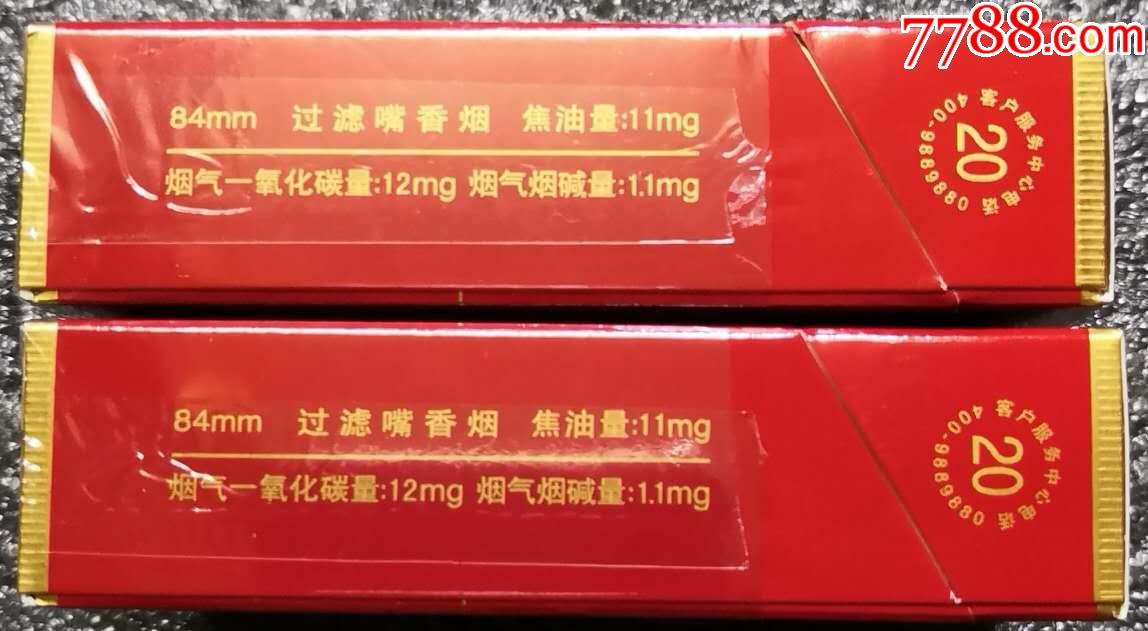 7788.com
84mm 过滤嘴香烟 焦油量:11mg
烟气一氧化碳量:12mg 烟气烟碱量:1.1mg
客户服务中心电话 400-9889880
20
84mm 过滤嘴香烟 焦油量:11mg
烟气一氧化碳量:12mg 烟气烟碱量:1.1mg
客户服务中心电话 400-9889880
20